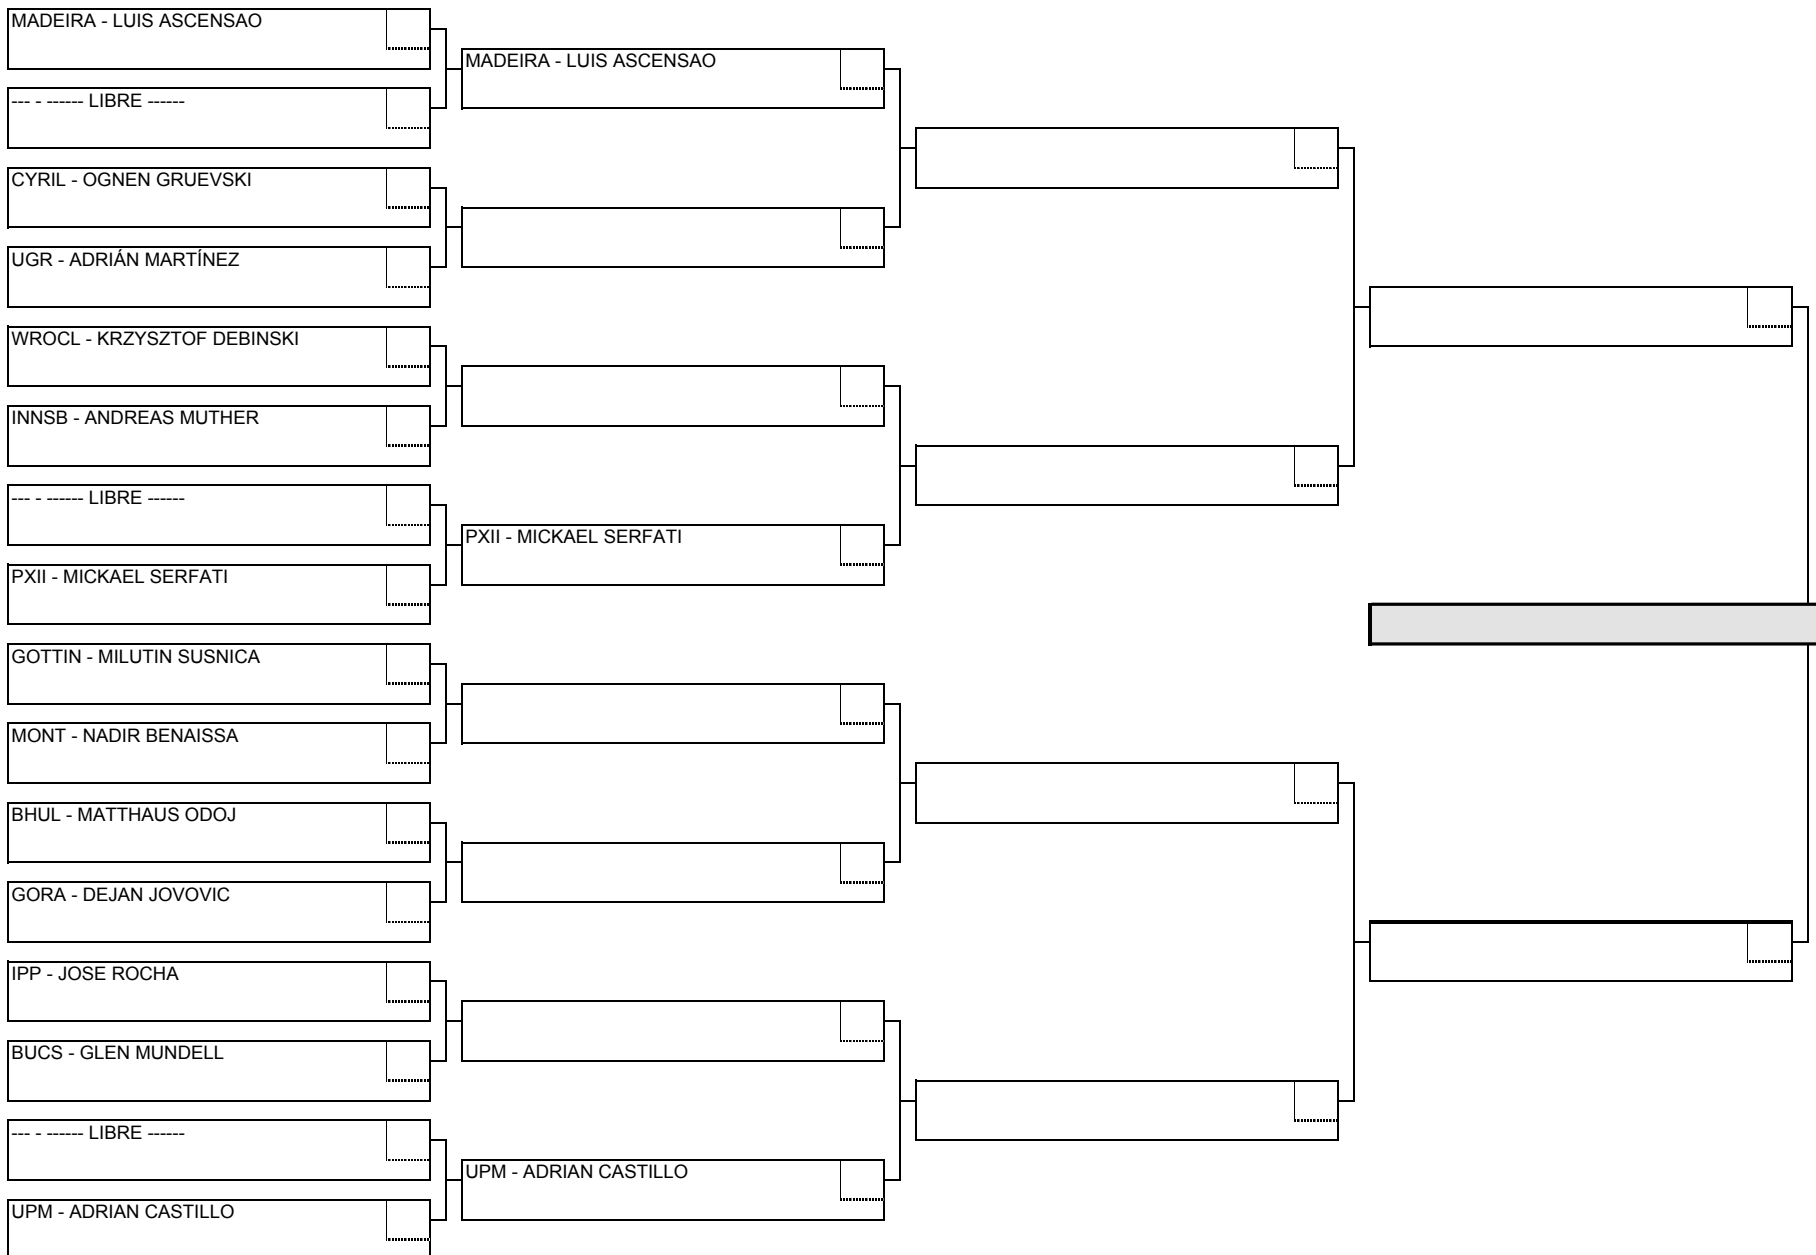 MADEIRA - LUIS ASCENSAO
--- - ------ LIBRE ------
CYRIL - OGNEN GRUEVSKI
UGR - ADRIÁN MARTÍNEZ
WROCL - KRZYSZTOF DEBINSKI
INNSB - ANDREAS MUTHER
--- - ------ LIBRE ------
PXII - MICKAEL SERFATI
GOTTIN - MILUTIN SUSNICA
MONT - NADIR BENAISSA
BHUL - MATTHAUS ODOJ
GORA - DEJAN JOVOVIC
IPP - JOSE ROCHA
BUCS - GLEN MUNDELL
--- - ------ LIBRE ------
UPM - ADRIAN CASTILLO
MADEIRA - LUIS ASCENSAO
PXII - MICKAEL SERFATI
UPM - ADRIAN CASTILLO